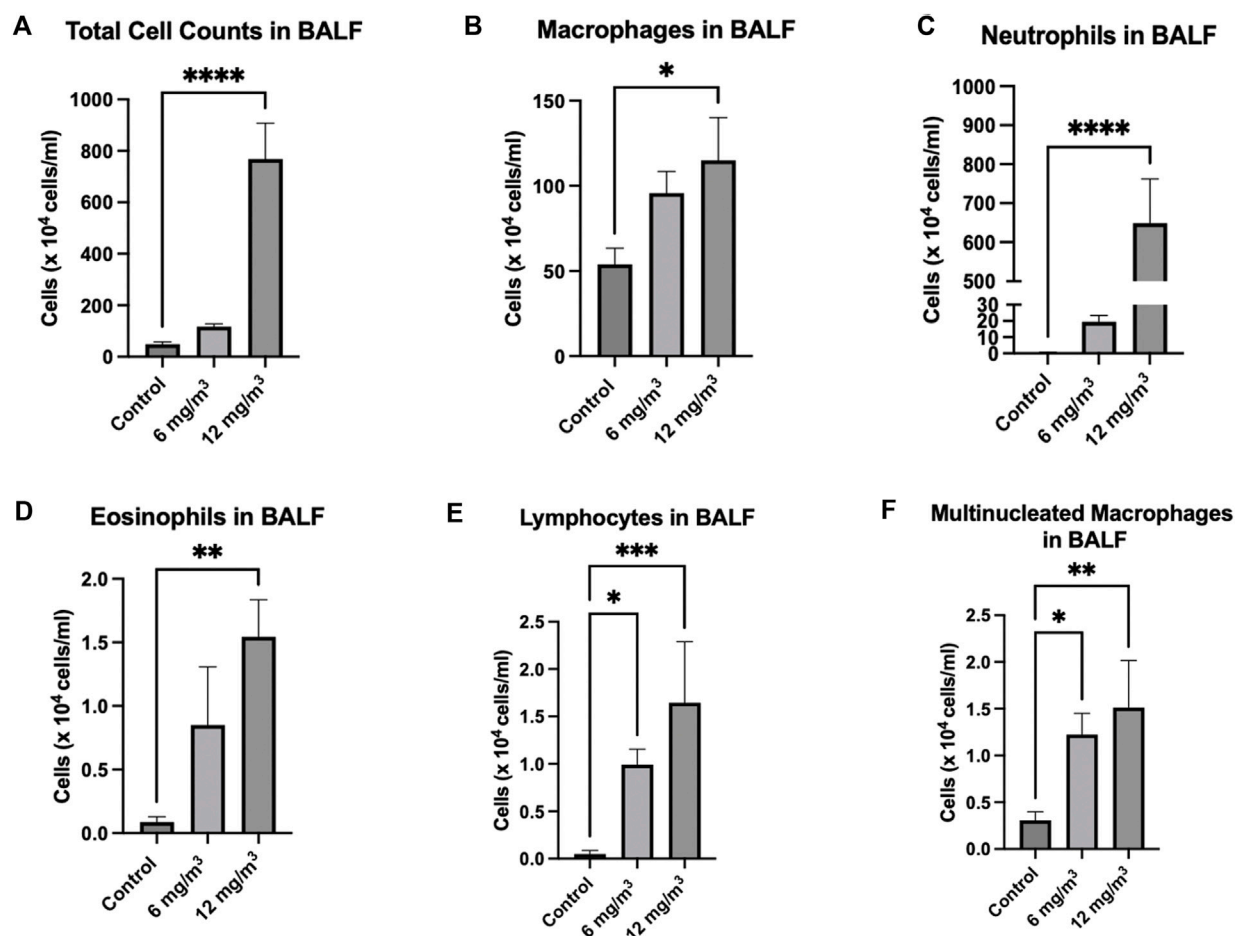 A
Total Cell Counts in BALF
****
Cells (x 10⁴ cells/ml)
1000
800
600
400
200
0
Control
6 mg/m³
12 mg/m³
B
Macrophages in BALF
*
Cells (x 10⁴ cells/ml)
150
100
50
0
Control
6 mg/m³
12 mg/m³
C
Neutrophils in BALF
****
Cells (x 10⁴ cells/ml)
1000
900
800
700
600
500
30
20
10
0
Control
6 mg/m³
12 mg/m³
D
Eosinophils in BALF
**
Cells (x 10⁴ cells/ml)
2.0
1.5
1.0
0.5
0.0
Control
6 mg/m³
12 mg/m³
E
Lymphocytes in BALF
***
*
Cells (x 10⁴ cells/ml)
2.5
2.0
1.5
1.0
0.5
0.0
Control
6 mg/m³
12 mg/m³
F
Multinucleated Macrophages
in BALF
**
*
Cells (x 10⁴ cells/ml)
2.5
2.0
1.5
1.0
0.5
0.0
Control
6 mg/m³
12 mg/m³